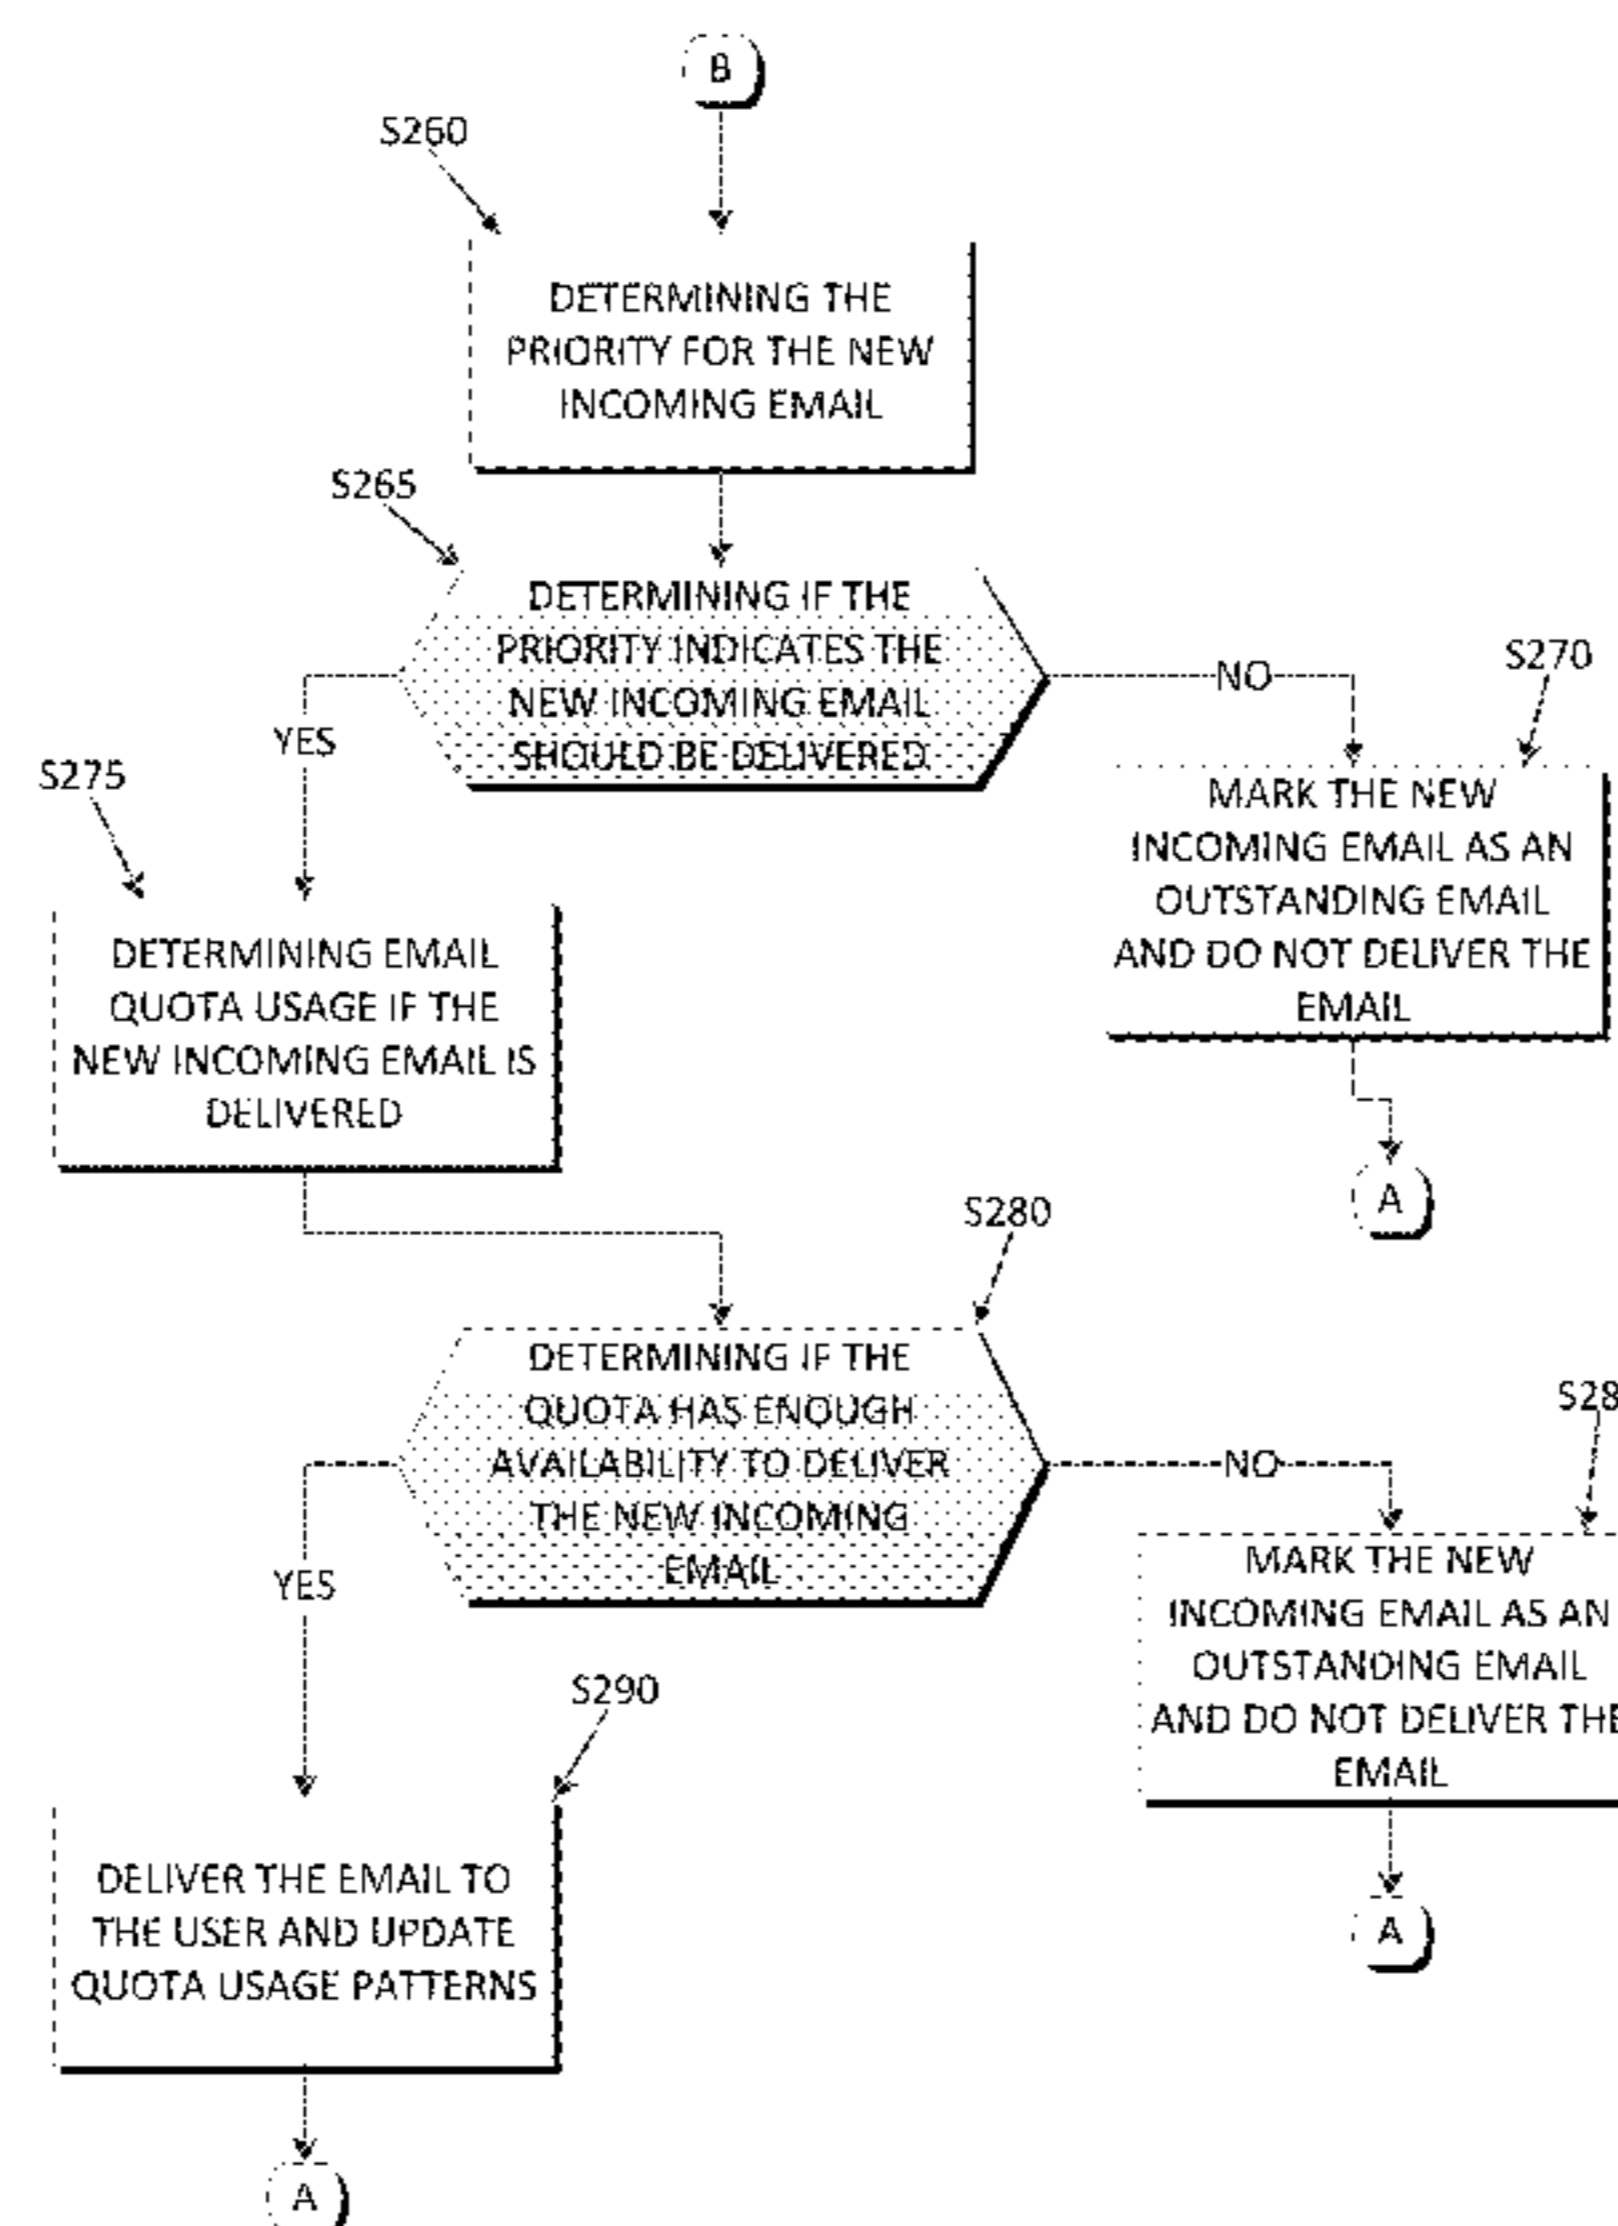 B
S260
DETERMINING THE
PRIORITY FOR THE NEW
INCOMING EMAIL
S265
DETERMINING IF THE
PRIORITY INDICATES THE
NEW INCOMING EMAIL
SHOULD BE DELIVERED
NO
S270
YES
MARK THE NEW
INCOMING EMAIL AS AN
OUTSTANDING EMAIL
AND DO NOT DELIVER THE
EMAIL
A
S275
DETERMINING EMAIL
QUOTA USAGE IF THE
NEW INCOMING EMAIL IS
DELIVERED
S280
DETERMINING IF THE
QUOTA HAS ENOUGH
AVAILABILITY TO DELIVER
THE NEW INCOMING
EMAIL
NO
S28
MARK THE NEW
INCOMING EMAIL AS AN
OUTSTANDING EMAIL
AND DO NOT DELIVER THE
EMAIL
A
YES
S290
DELIVER THE EMAIL TO
THE USER AND UPDATE
QUOTA USAGE PATTERNS
A